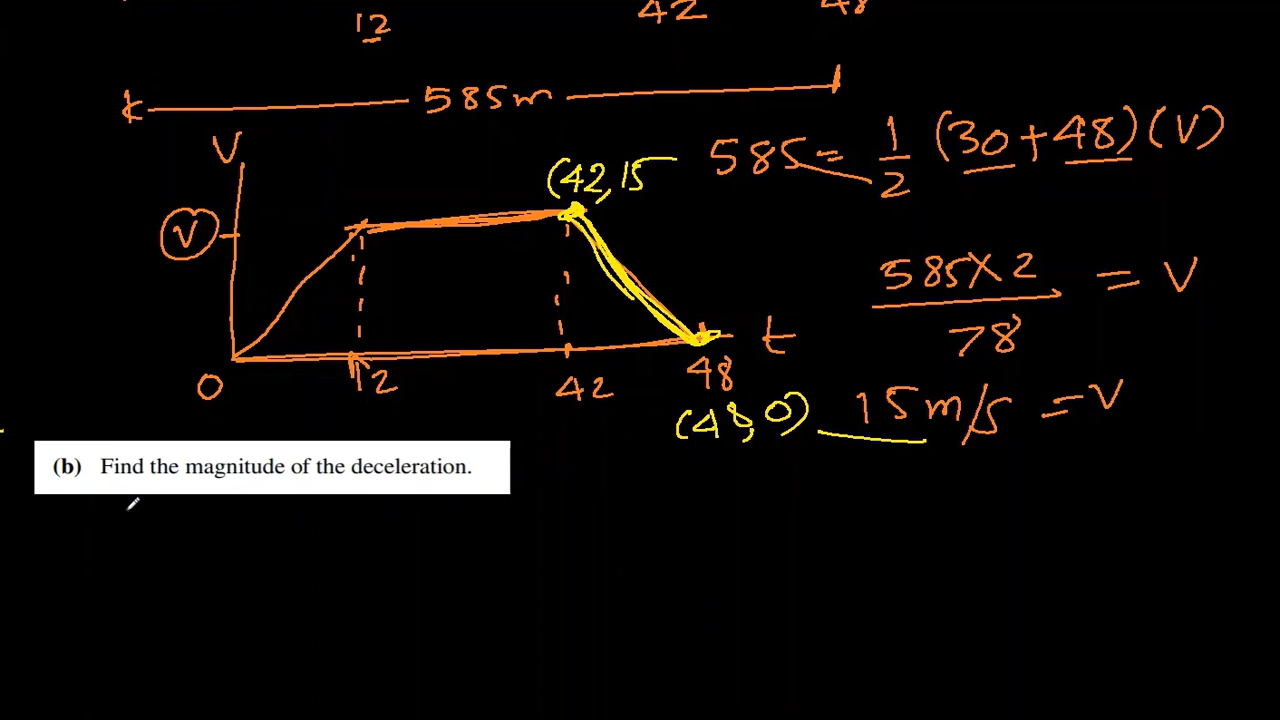 12 42 48
585m
V
585 = 1/2 (30+48)(V)
(42,15
V
585×2/78 = V
t
0 12 42 48
(48,0)
15m/s = V
(b) Find the magnitude of the deceleration.